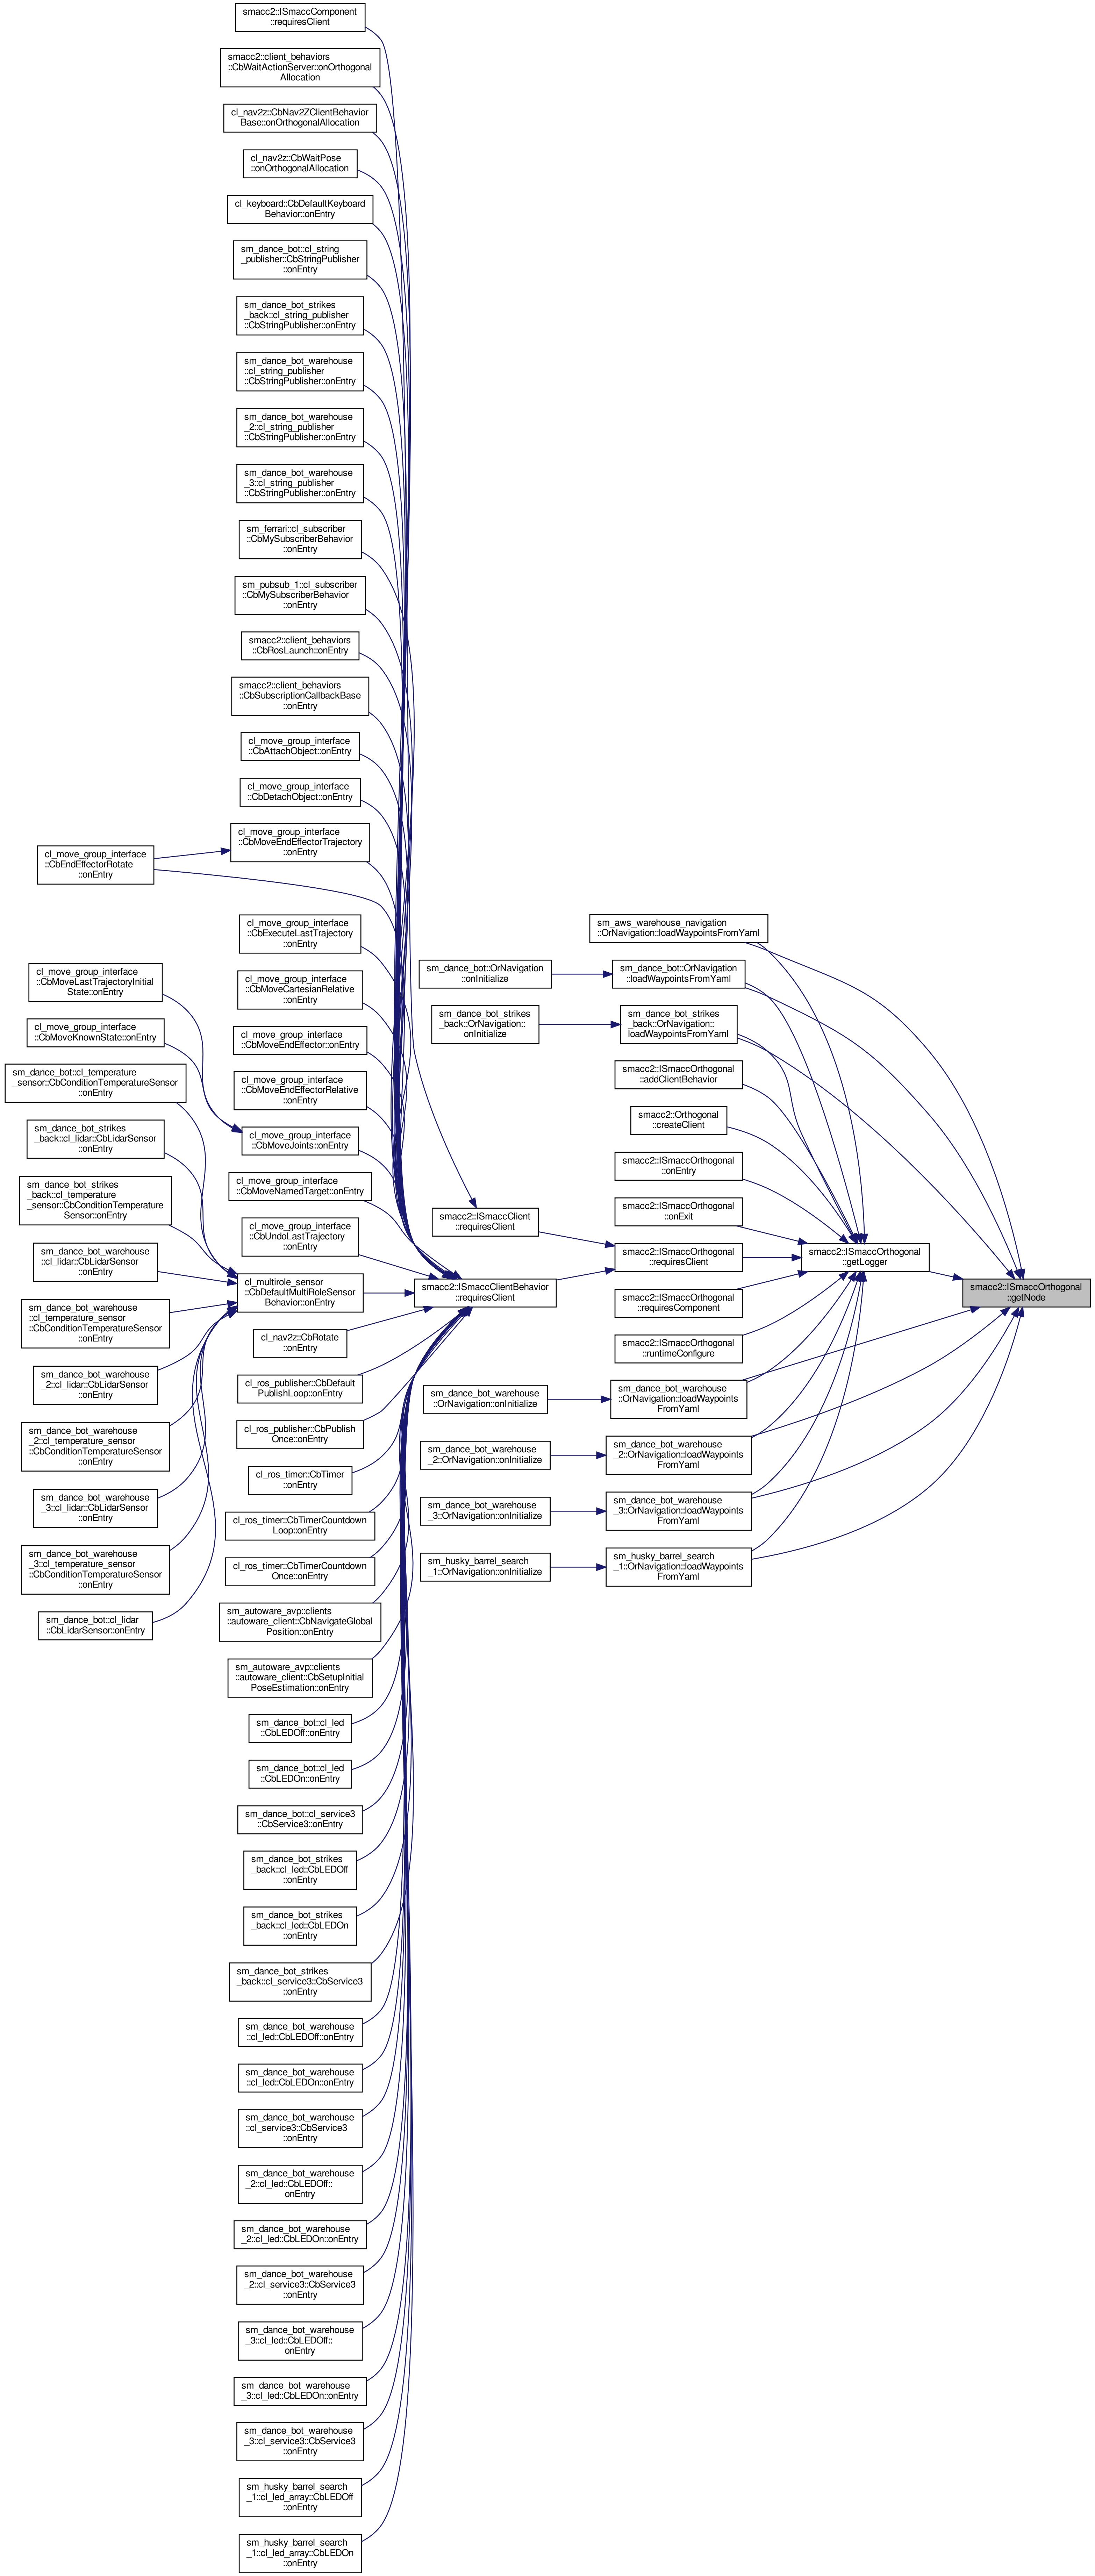 smacc2::ISmaccComponent
::requiresClient
smacc2::client_behaviors
::CbWaitActionServer::onOrthogonal
Allocation
cl_nav2z::CbNav2ZClientBehavior
Base::onOrthogonalAllocation
cl_nav2z::CbWaitPose
::onOrthogonalAllocation
cl_keyboard::CbDefaultKeyboard
Behavior::onEntry
sm_dance_bot::cl_string
_publisher::CbStringPublisher
::onEntry
sm_dance_bot_strikes
_back::cl_string_publisher
::CbStringPublisher::onEntry
sm_dance_bot_warehouse
::cl_string_publisher
::CbStringPublisher::onEntry
sm_dance_bot_warehouse
_2::cl_string_publisher
::CbStringPublisher::onEntry
sm_dance_bot_warehouse
_3::cl_string_publisher
::CbStringPublisher::onEntry
sm_ferrari::cl_subscriber
::CbMySubscriberBehavior
::onEntry
sm_pubsub_1::cl_subscriber
::CbMySubscriberBehavior
::onEntry
smacc2::client_behaviors
::CbRosLaunch::onEntry
smacc2::client_behaviors
::CbSubscriptionCallbackBase
::onEntry
cl_move_group_interface
::CbAttachObject::onEntry
cl_move_group_interface
::CbDetachObject::onEntry
cl_move_group_interface
::CbMoveEndEffectorTrajectory
::onEntry
cl_move_group_interface
::CbEndEffectorRotate
::onEntry
cl_move_group_interface
::CbExecuteLastTrajectory
::onEntry
cl_move_group_interface
::CbMoveCartesianRelative
::onEntry
cl_move_group_interface
::CbMoveEndEffector::onEntry
cl_move_group_interface
::CbMoveEndEffectorRelative
::onEntry
cl_move_group_interface
::CbMoveJoints::onEntry
cl_move_group_interface
::CbMoveNamedTarget::onEntry
cl_move_group_interface
::CbUndoLastTrajectory
::onEntry
cl_multirole_sensor
::CbDefaultMultiRoleSensor
Behavior::onEntry
cl_nav2z::CbRotate
::onEntry
cl_ros_publisher::CbDefault
PublishLoop::onEntry
cl_ros_publisher::CbPublish
Once::onEntry
cl_ros_timer::CbTimer
::onEntry
cl_ros_timer::CbTimerCountdown
Loop::onEntry
cl_ros_timer::CbTimerCountdown
Once::onEntry
sm_autoware_avp::clients
::autoware_client::CbNavigateGlobal
Position::onEntry
sm_autoware_avp::clients
::autoware_client::CbSetupInitial
PoseEstimation::onEntry
sm_dance_bot::cl_led
::CbLEDOff::onEntry
sm_dance_bot::cl_led
::CbLEDOn::onEntry
sm_dance_bot::cl_service3
::CbService3::onEntry
sm_dance_bot_strikes
_back::cl_led::CbLEDOff
::onEntry
sm_dance_bot_strikes
_back::cl_led::CbLEDOn
::onEntry
sm_dance_bot_strikes
_back::cl_service3::CbService3
::onEntry
sm_dance_bot_warehouse
::cl_led::CbLEDOff::onEntry
sm_dance_bot_warehouse
::cl_led::CbLEDOn::onEntry
sm_dance_bot_warehouse
::cl_service3::CbService3
::onEntry
sm_dance_bot_warehouse
_2::cl_led::CbLEDOff::
onEntry
sm_dance_bot_warehouse
_2::cl_led::CbLEDOn::onEntry
sm_dance_bot_warehouse
_2::cl_service3::CbService3
::onEntry
sm_dance_bot_warehouse
_3::cl_led::CbLEDOff::
onEntry
sm_dance_bot_warehouse
_3::cl_led::CbLEDOn::onEntry
sm_dance_bot_warehouse
_3::cl_service3::CbService3
::onEntry
sm_husky_barrel_search
_1::cl_led_array::CbLEDOff
::onEntry
sm_husky_barrel_search
_1::cl_led_array::CbLEDOn
::onEntry
cl_move_group_interface
::CbMoveLastTrajectoryInitial
State::onEntry
cl_move_group_interface
::CbMoveKnownState::onEntry
sm_dance_bot::cl_temperature
_sensor::CbConditionTemperatureSensor
::onEntry
sm_dance_bot_strikes
_back::cl_lidar::CbLidarSensor
::onEntry
sm_dance_bot_strikes
_back::cl_temperature
_sensor::CbConditionTemperature
Sensor::onEntry
sm_dance_bot_warehouse
::cl_lidar::CbLidarSensor
::onEntry
sm_dance_bot_warehouse
::cl_temperature_sensor
::CbConditionTemperatureSensor
::onEntry
sm_dance_bot_warehouse
_2::cl_lidar::CbLidarSensor
::onEntry
sm_dance_bot_warehouse
_2::cl_temperature_sensor
::CbConditionTemperatureSensor
::onEntry
sm_dance_bot_warehouse
_3::cl_lidar::CbLidarSensor
::onEntry
sm_dance_bot_warehouse
_3::cl_temperature_sensor
::CbConditionTemperatureSensor
::onEntry
sm_dance_bot::cl_lidar
::CbLidarSensor::onEntry
sm_dance_bot::OrNavigation
::onInitialize
sm_dance_bot_strikes
_back::OrNavigation::
onInitialize
smacc2::ISmaccClient
::requiresClient
smacc2::ISmaccClientBehavior
::requiresClient
sm_dance_bot_warehouse
::OrNavigation::onInitialize
sm_dance_bot_warehouse
_2::OrNavigation::onInitialize
sm_dance_bot_warehouse
_3::OrNavigation::onInitialize
sm_husky_barrel_search
_1::OrNavigation::onInitialize
sm_aws_warehouse_navigation
::OrNavigation::loadWaypointsFromYaml
sm_dance_bot::OrNavigation
::loadWaypointsFromYaml
sm_dance_bot_strikes
_back::OrNavigation::
loadWaypointsFromYaml
smacc2::ISmaccOrthogonal
::addClientBehavior
smacc2::Orthogonal
::createClient
smacc2::ISmaccOrthogonal
::onEntry
smacc2::ISmaccOrthogonal
::onExit
smacc2::ISmaccOrthogonal
::requiresClient
smacc2::ISmaccOrthogonal
::requiresComponent
smacc2::ISmaccOrthogonal
::runtimeConfigure
sm_dance_bot_warehouse
::OrNavigation::loadWaypoints
FromYaml
sm_dance_bot_warehouse
_2::OrNavigation::loadWaypoints
FromYaml
sm_dance_bot_warehouse
_3::OrNavigation::loadWaypoints
FromYaml
sm_husky_barrel_search
_1::OrNavigation::loadWaypoints
FromYaml
smacc2::ISmaccOrthogonal
::getLogger
smacc2::ISmaccOrthogonal
::getNode